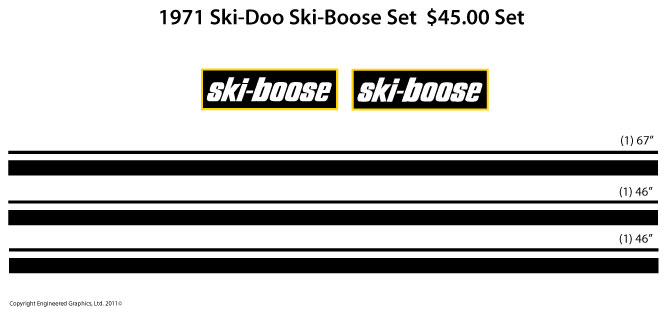 1971 Ski-Doo Ski-Boose Set $45.00 Set
ski-boose ski-boose
(1) 67"
(1) 46"
(1) 46"
Copyright Engineered Graphics, Ltd. 2011©